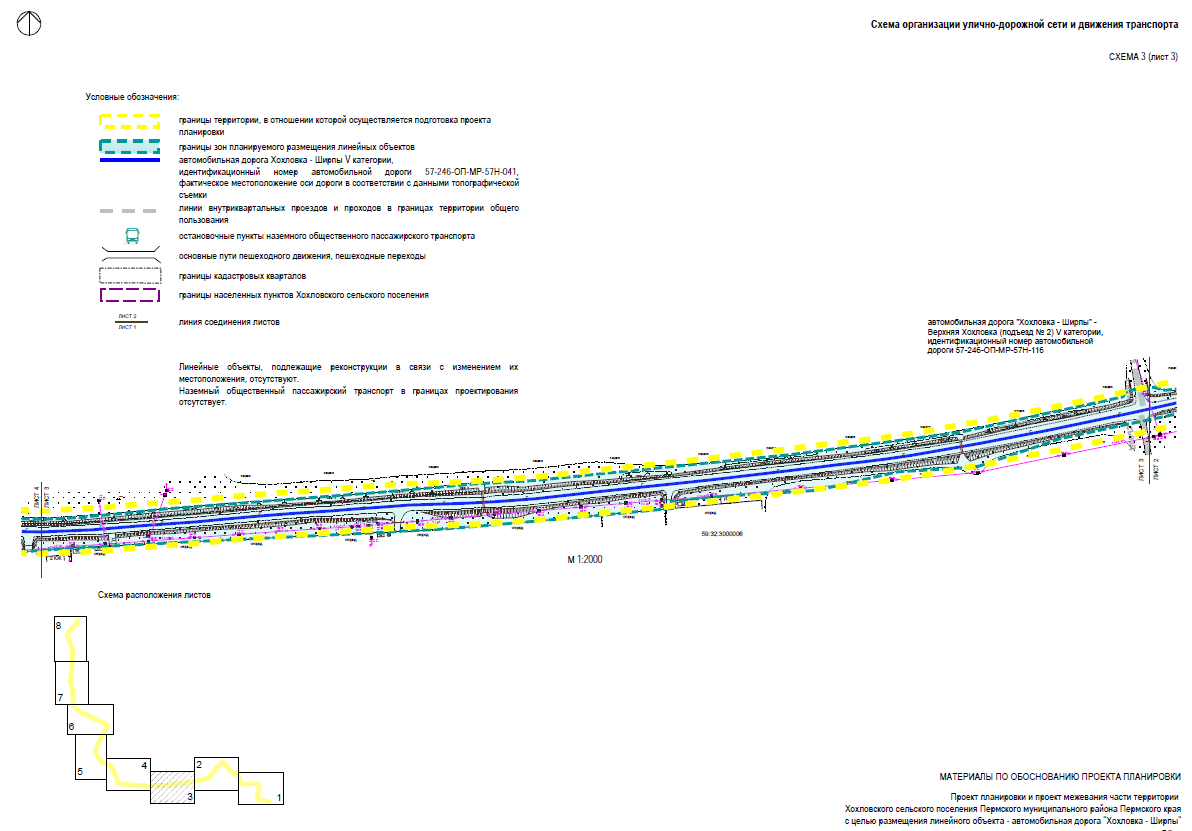 Схема организации улично-дорожной сети и движения транспорта
СХЕМА 3 (лист 3)
Условные обозначения:
границы территории, в отношении которой осуществляется подготовка проекта
планировки
границы зон планируемого размещения линейных объектов
автомобильная дорога Хохловка - Ширпы V категории,
идентификационный номер автомобильной дороги 57-246-ОП-МР-57Н-041,
фактическое местоположение оси дороги в соответствии с данными топографической
съемки
линии внутриквартальных проездов и проходов в границах территории общего
пользования
остановочные пункты наземного общественного пассажирского транспорта
основные пути пешеходного движения, пешеходные переходы
границы кадастровых кварталов
границы населенных пунктов Хохловского сельского поселения
ЛИСТ 2
ЛИСТ 1
линия соединения листов
Линейные объекты, подлежащие реконструкции в связи с изменением их
местоположения, отсутствуют.
Наземный общественный пассажирский транспорт в границах проектирования
отсутствует.
автомобильная дорога "Хохловка - Ширпы" -
Верхняя Хохловка (подъезд № 2) V категории,
идентификационный номер автомобильной
дороги 57-246-ОП-МР-57Н-116
ЛИСТ 4
ЛИСТ 3
ЛИСТ 3
ЛИСТ 2
59:32:3000006
М 1:2000
Схема расположения листов
8
7
6
5
4
3
2
1
МАТЕРИАЛЫ ПО ОБОСНОВАНИЮ ПРОЕКТА ПЛАНИРОВКИ
Проект планировки и проект межевания части территории
Хохловского сельского поселения Пермского муниципального района Пермского края
с целью размещения линейного объекта - автомобильная дорога "Хохловка - Ширпы"